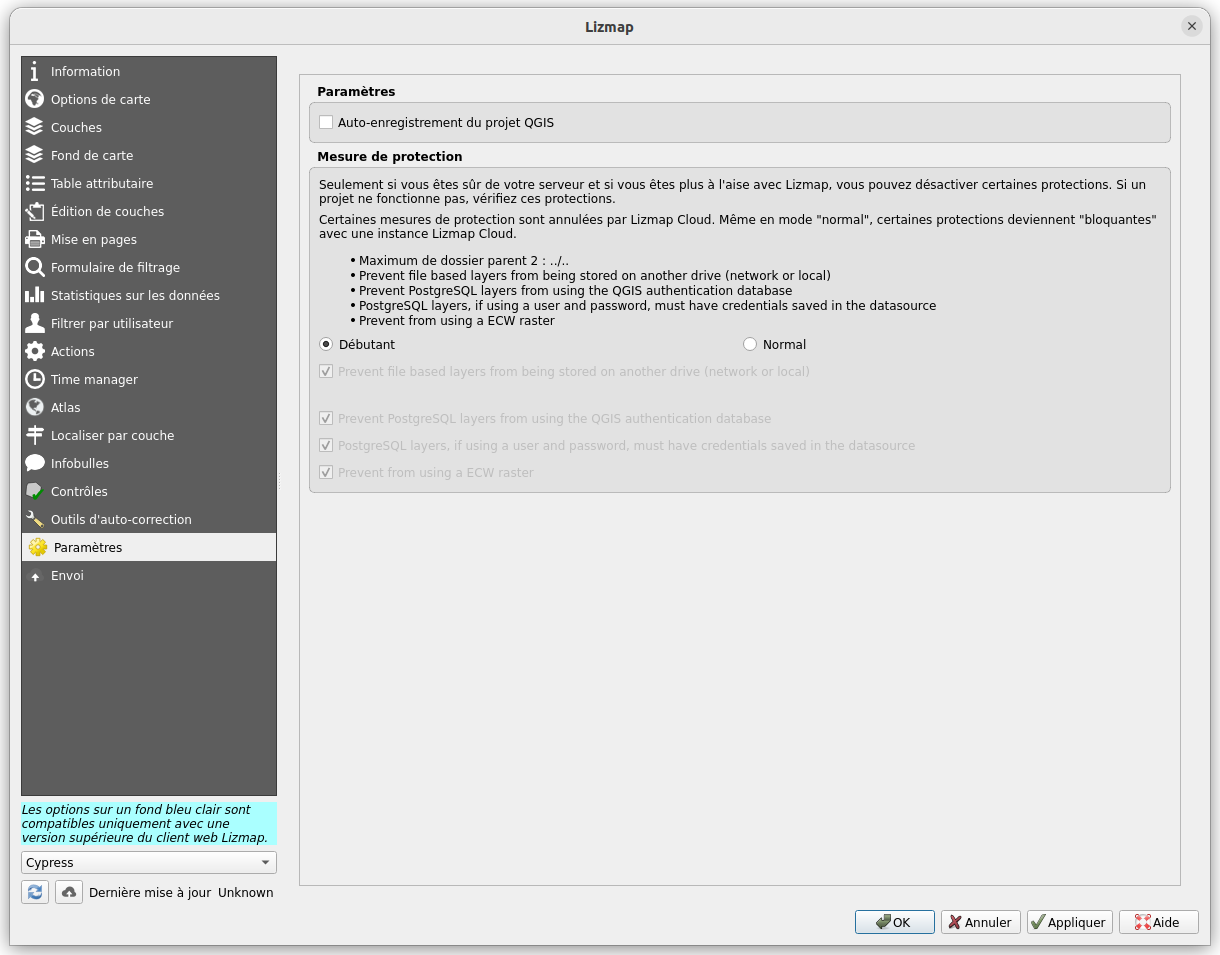 Lizmap
Information
Options de carte
Couches
Fond de carte
Table attributaire
Édition de couches
Mise en pages
Formulaire de filtrage
Statistiques sur les données
Filtrer par utilisateur
Actions
Time manager
Atlas
Localiser par couche
Infobulles
Contrôles
Outils d'auto-correction
Paramètres
Envoi
Les options sur un fond bleu clair sont
compatibles uniquement avec une
version supérieure du client web Lizmap.
Cypress
Dernière mise à jour Unknown
Paramètres
Auto-enregistrement du projet QGIS
Mesure de protection
Seulement si vous êtes sûr de votre serveur et si vous êtes plus à l'aise avec Lizmap, vous pouvez désactiver certaines protections. Si un
projet ne fonctionne pas, vérifiez ces protections.
Certaines mesures de protection sont annulées par Lizmap Cloud. Même en mode "normal", certaines protections deviennent "bloquantes"
avec une instance Lizmap Cloud.
• Maximum de dossier parent 2 : ../..
• Prevent file based layers from being stored on another drive (network or local)
• Prevent PostgreSQL layers from using the QGIS authentication database
• PostgreSQL layers, if using a user and password, must have credentials saved in the datasource
• Prevent from using a ECW raster
Débutant
Normal
Prevent file based layers from being stored on another drive (network or local)
Prevent PostgreSQL layers from using the QGIS authentication database
PostgreSQL layers, if using a user and password, must have credentials saved in the datasource
Prevent from using a ECW raster
OK
Annuler
Appliquer
Aide